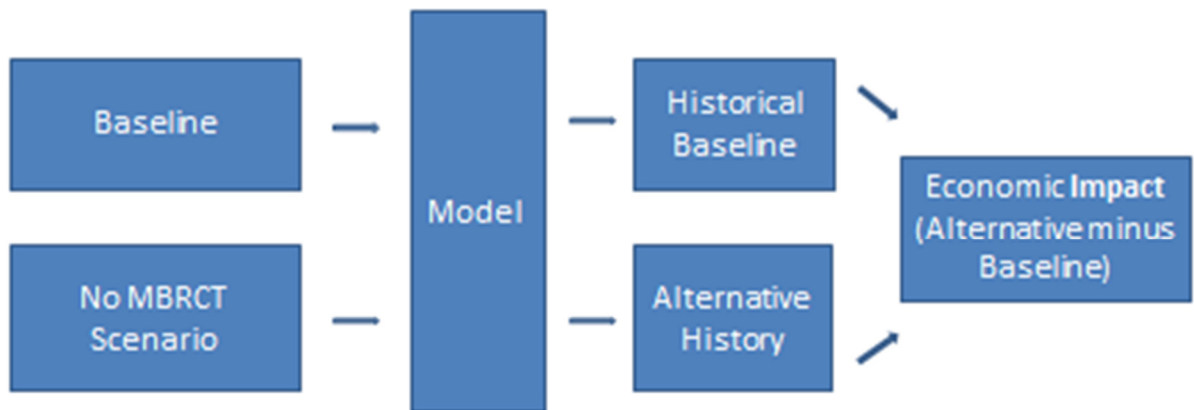 Baseline
No MBRCT
Scenario
Model
Historical
Baseline
Alternative
History
Economic Impact
(Alternative minus
Baseline)